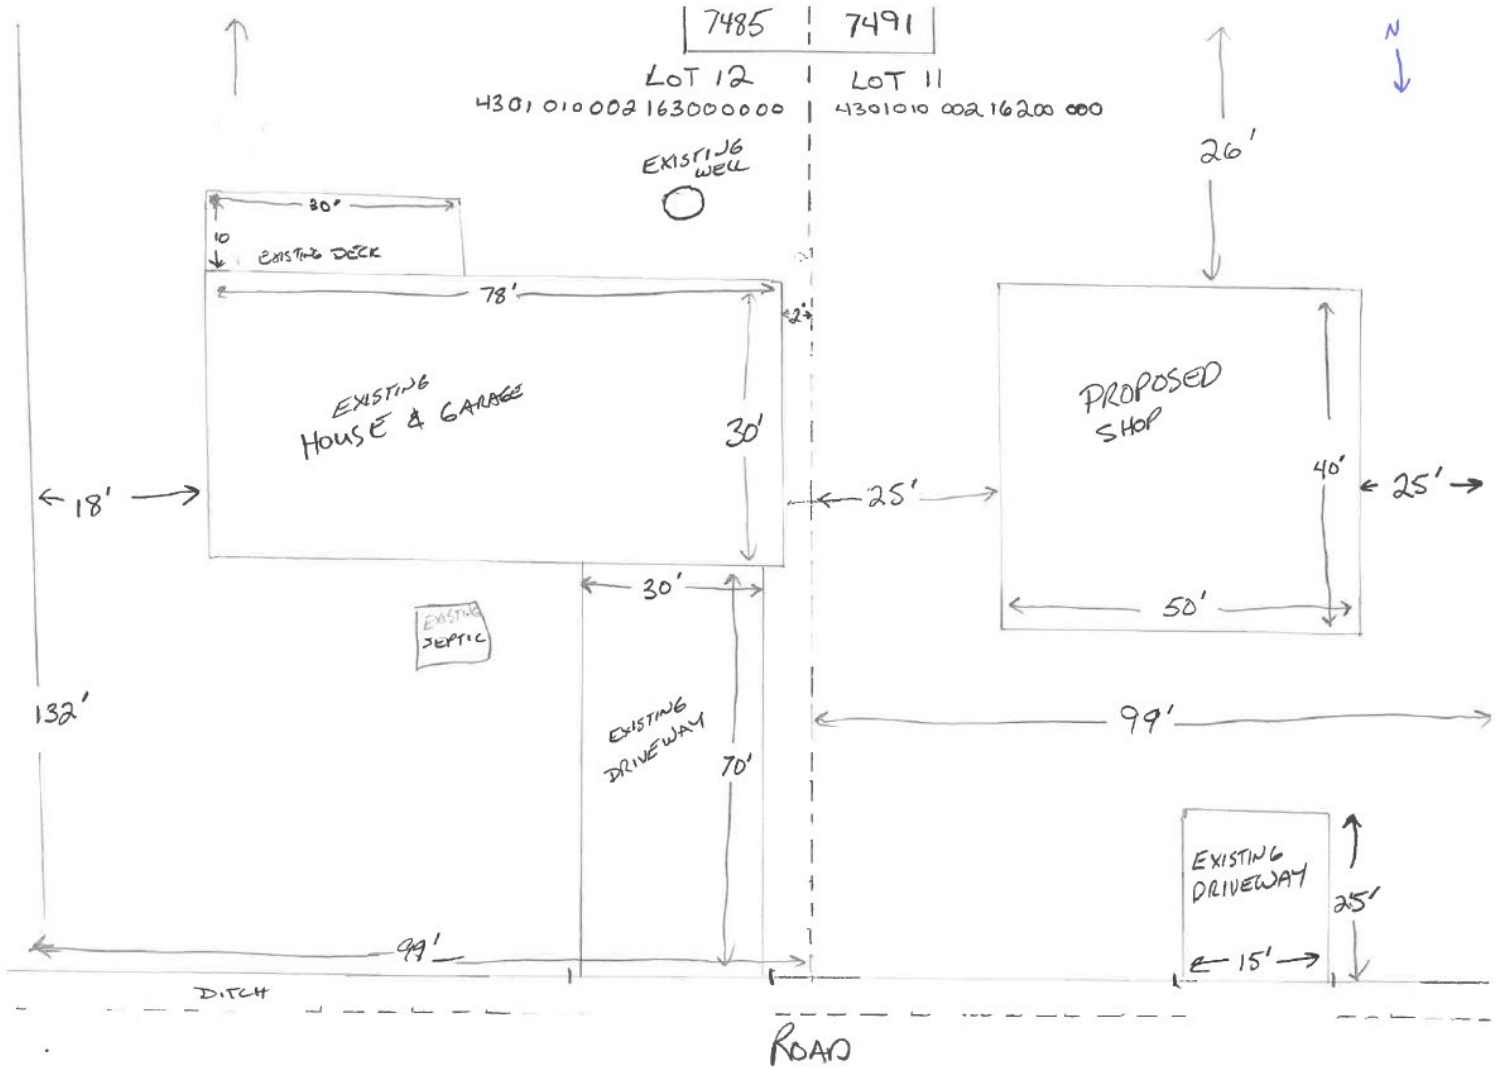 7485 7491
N
LOT 12 LOT 11
4301 010 002 163000000 4301010 002 16200 000
EXISTING
WELL
26'
30"
10
EXISTING DECK
78'
2'
EXISTING
HOUSE & GARAGE
30'
PROPOSED
SHOP
40'
18'
25'
25'
30'
50'
EXISTING
SEPTIC
132'
EXISTING
DRIVEWAY
70'
99'
EXISTING
DRIVEWAY
25'
99'
15'
DITCH
ROAD